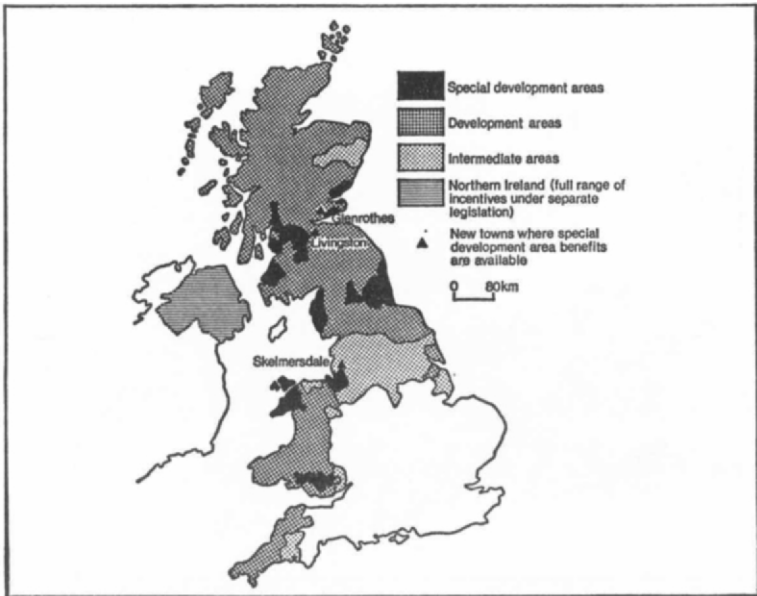 Special development areas
Development areas
Intermediate areas
Northern Ireland (full range of
incentives under separate
legislation)
New towns where special
development area benefits
are available
0 80km
Glenrothes
Livingston
Skelmersdale